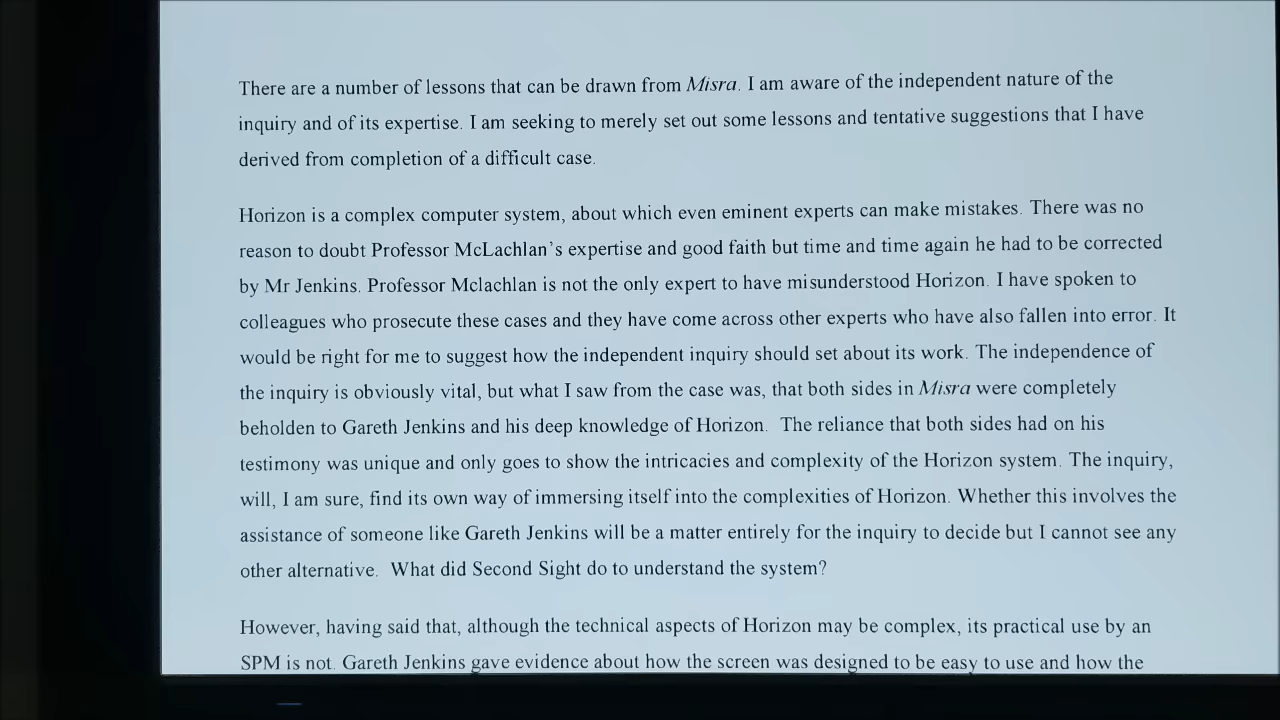 There are a number of lessons that can be drawn from Misra. I am aware of the independent nature of the
inquiry and of its expertise. I am seeking to merely set out some lessons and tentative suggestions that I have
derived from completion of a difficult case.
Horizon is a complex computer system, about which even eminent experts can make mistakes. There was no
reason to doubt Professor McLachlan's expertise and good faith but time and time again he had to be corrected
by Mr Jenkins. Professor Mclachlan is not the only expert to have misunderstood Horizon. I have spoken to
colleagues who prosecute these cases and they have come across other experts who have also fallen into error. It
would be right for me to suggest how the independent inquiry should set about its work. The independence of
the inquiry is obviously vital, but what I saw from the case was, that both sides in Misra were completely
beholden to Gareth Jenkins and his deep knowledge of Horizon. The reliance that both sides had on his
testimony was unique and only goes to show the intricacies and complexity of the Horizon system. The inquiry,
will, I am sure, find its own way of immersing itself into the complexities of Horizon. Whether this involves the
assistance of someone like Gareth Jenkins will be a matter entirely for the inquiry to decide but I cannot see any
other alternative. What did Second Sight do to understand the system?
However, having said that, although the technical aspects of Horizon may be complex, its practical use by an
SPM is not. Gareth Jenkins gave evidence about how the screen was designed to be easy to use and how the